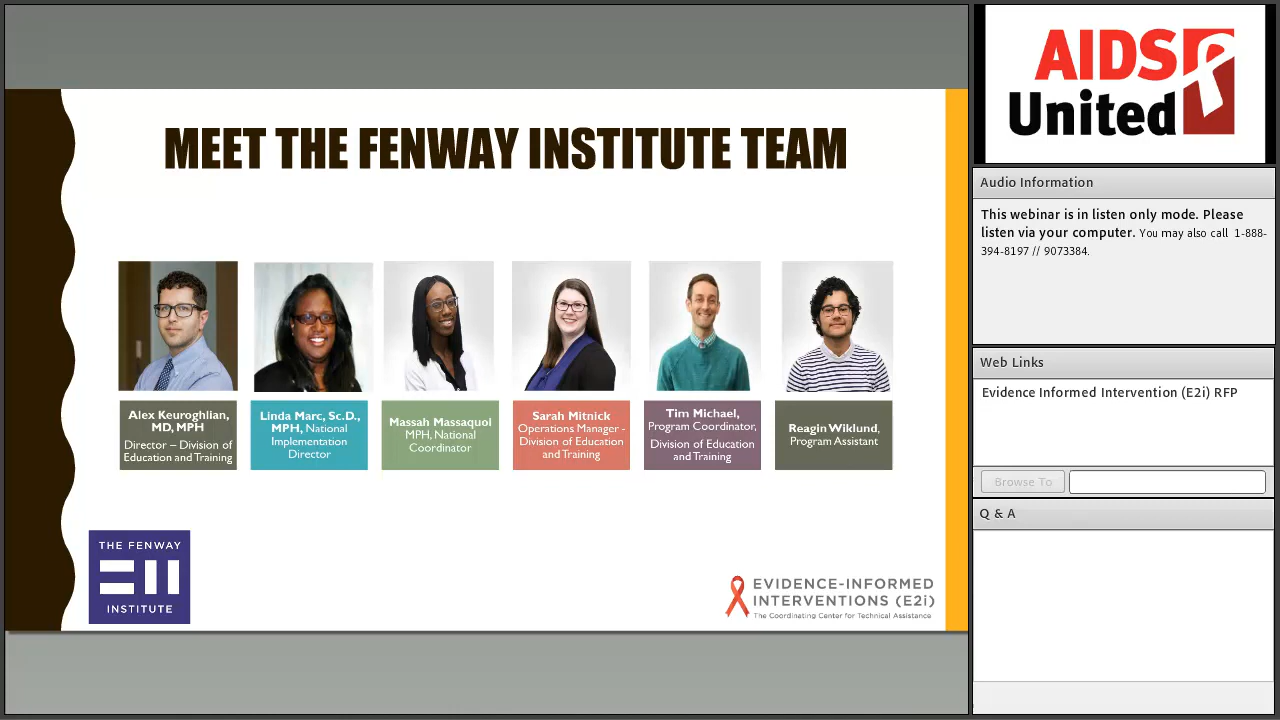 MEET THE FENWAY INSTITUTE TEAM
Alex Keuroghlian,
MD, MPH
Director – Division of
Education and Training
Linda Marc, Sc.D.,
MPH, National
Implementation
Director
Massah Massaquoi
MPH, National
Coordinator
Sarah Mitnick
Operations Manager -
Division of Education
and Training
Tim Michael,
Program Coordinator,
Division of Education
and Training
Reagin Wiklund,
Program Assistant
THE FENWAY
INSTITUTE
EVIDENCE-INFORMED
INTERVENTIONS (E2i)
The Coordinating Center for Technical Assistance
AIDS
United
Audio Information
This webinar is in listen only mode. Please
listen via your computer. You may also call 1-888-
394-8197 // 9073384.
Web Links
Evidence Informed Intervention (E2i) RFP
Browse To
Q & A